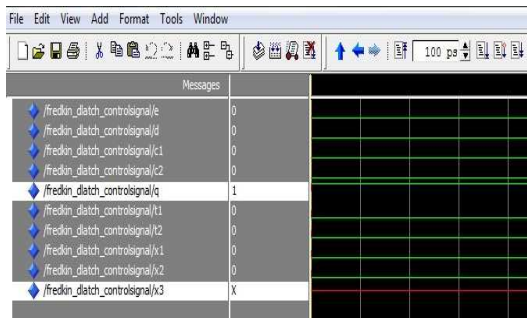 File Edit View Add Format Tools Window
100 ps
Messages
/fredkin_dlatch_controlsignal/e 0
/fredkin_dlatch_controlsignal/d 0
/fredkin_dlatch_controlsignal/c1 0
/fredkin_dlatch_controlsignal/c2 0
/fredkin_dlatch_controlsignal/q 1
/fredkin_dlatch_controlsignal/t1 0
/fredkin_dlatch_controlsignal/t2 0
/fredkin_dlatch_controlsignal/x1 0
/fredkin_dlatch_controlsignal/x2 0
/fredkin_dlatch_controlsignal/x3 X